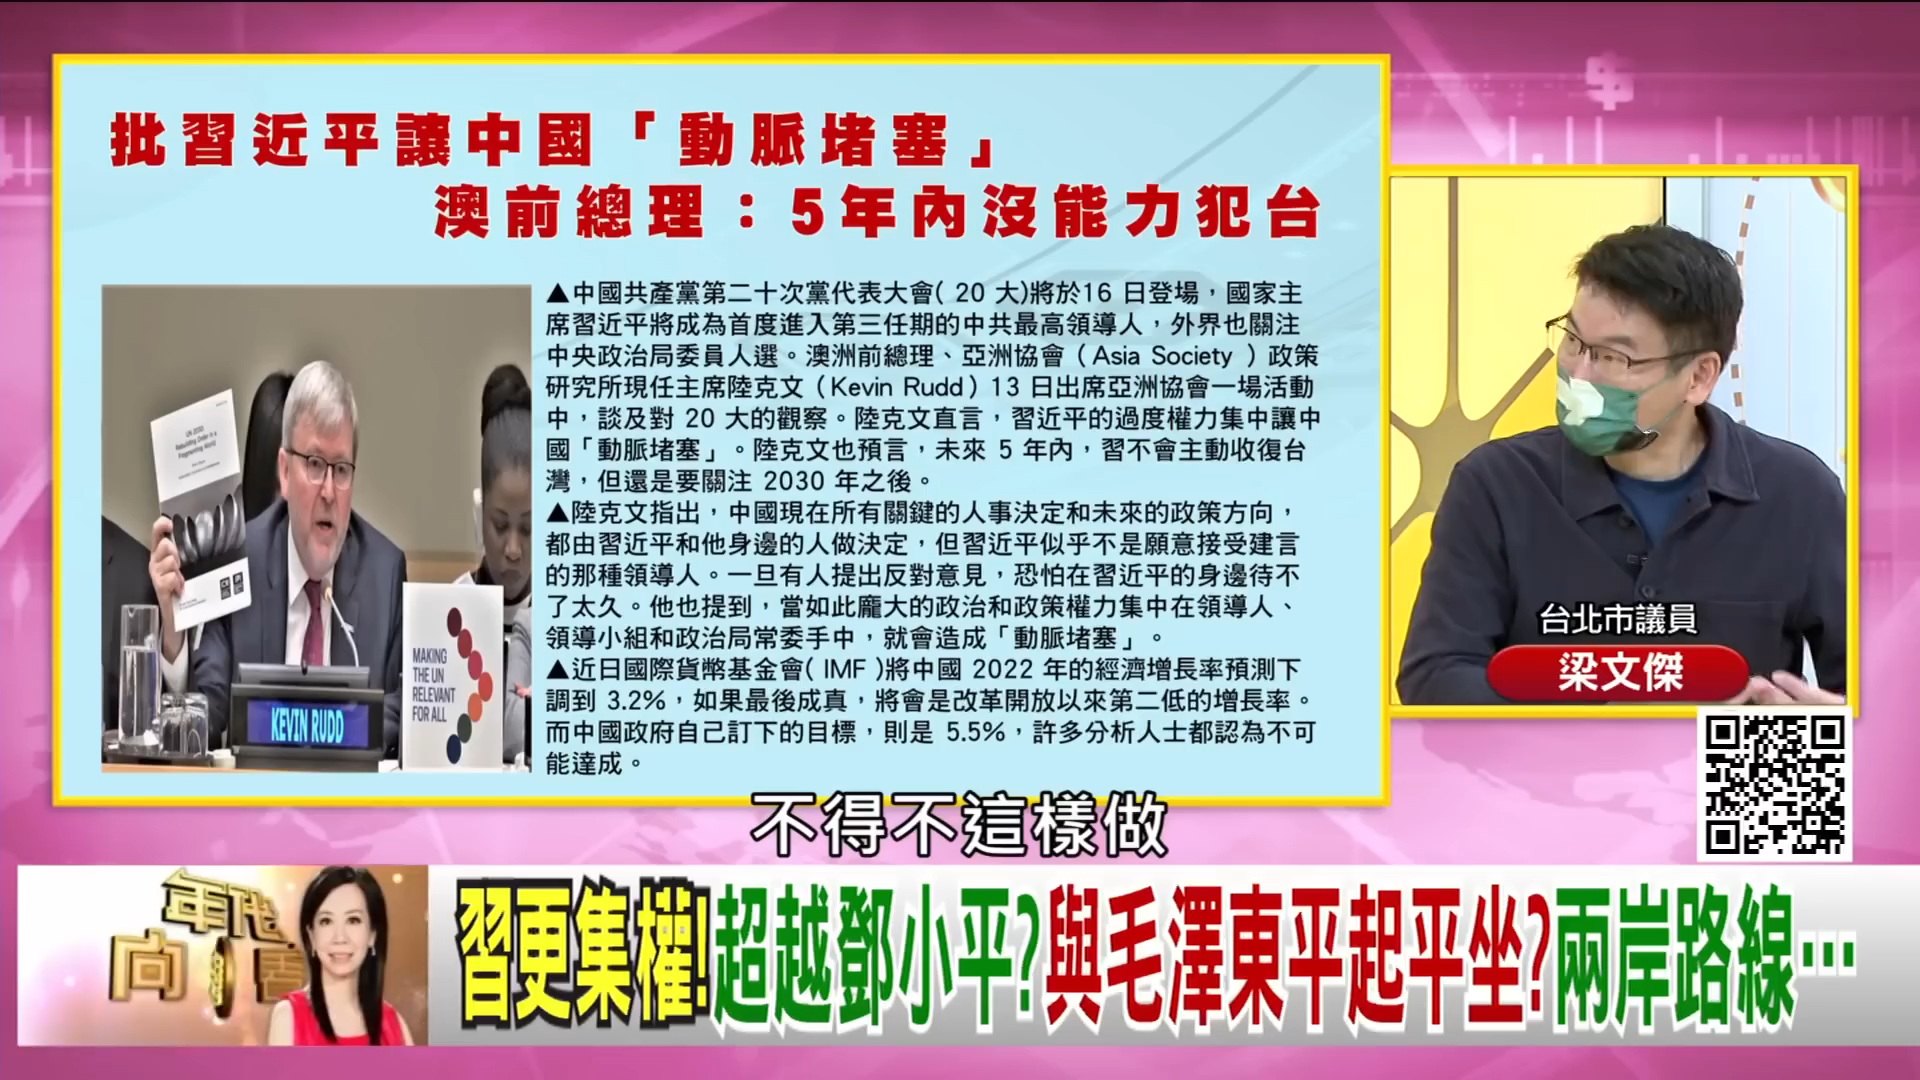 批習近平讓中國「動脈堵塞」
澳前總理：5年內沒能力犯台
▲中國共產黨第二十次黨代表大會( 20 大)將於16 日登場，國家主
席習近平將成為首度進入第三任期的中共最高領導人，外界也關注
中央政治局委員人選。澳洲前總理、亞洲協會（Asia Society ）政策
研究所現任主席陸克文（Kevin Rudd）13 日出席亞洲協會一場活動
中，談及對 20 大的觀察。陸克文直言，習近平的過度權力集中讓中
國「動脈堵塞」。陸克文也預言，未來 5 年內，習不會主動收復台
灣，但還是要關注 2030 年之後。
▲陸克文指出，中國現在所有關鍵的人事決定和未來的政策方向，
都由習近平和他身邊的人做決定，但習近平似乎不是願意接受建言
的那種領導人。一旦有人提出反對意見，恐怕在習近平的身邊待不
了太久。他也提到，當如此龐大的政治和政策權力集中在領導人、
領導小組和政治局常委手中，就會造成「動脈堵塞」。
▲近日國際貨幣基金會( IMF )將中國 2022 年的經濟增長率預測下
調到 3.2%，如果最後成真，將會是改革開放以來第二低的增長率。
而中國政府自己訂下的目標，則是 5.5%，許多分析人士都認為不可
能達成。
UN 2030
Rebuilding Order in a
Fragmenting World
MAKING
THE UN
RELEVANT
FOR ALL
KEVIN RUDD
台北市議員
梁文傑
不得不這樣做
年代
向錢看
習更集權!超越鄧小平?與毛澤東平起平坐?兩岸路線…